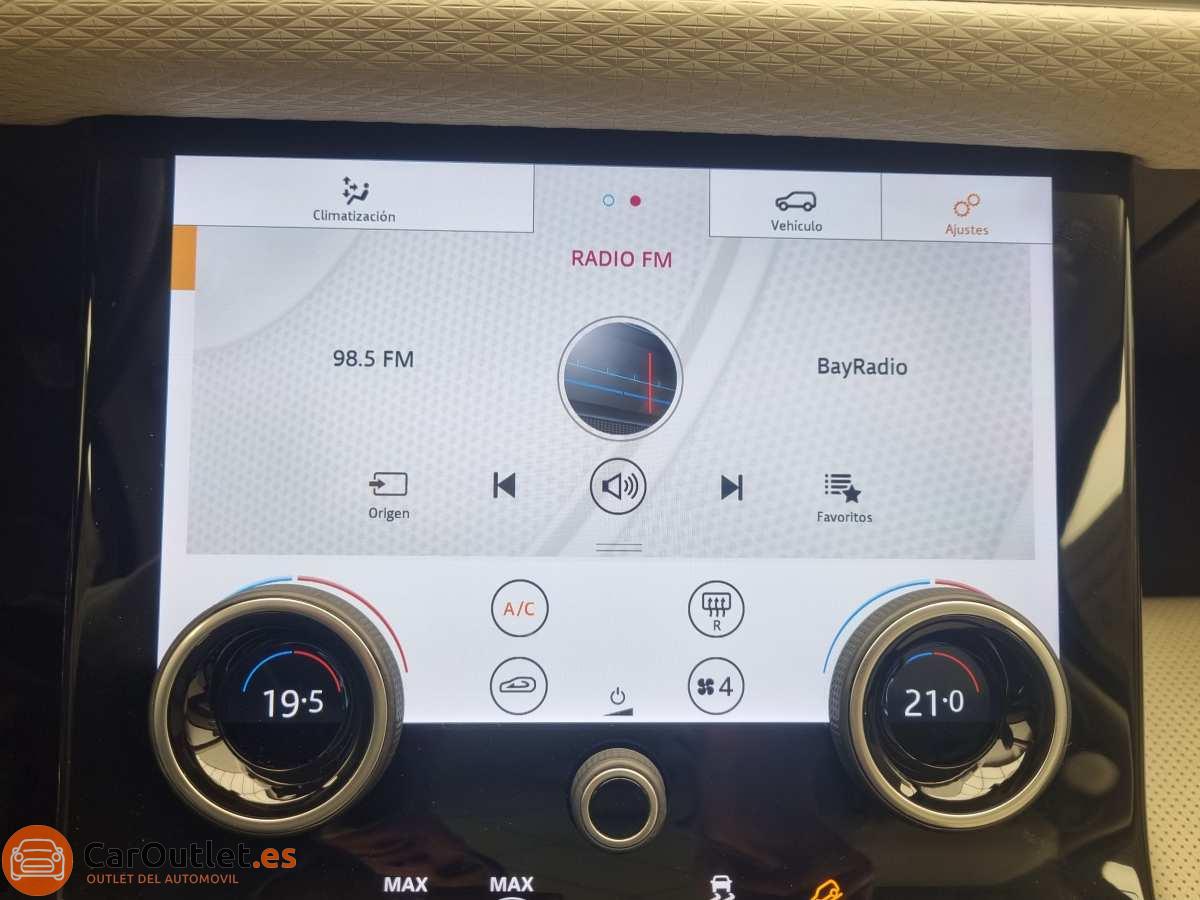 Climatización
Vehículo
Ajustes
RADIO FM
98.5 FM
BayRadio
Origen
Favoritos
A/C
R
4
19·5
21·0
CarOutlet.es
OUTLET DEL AUTOMOVIL
MAX
MAX